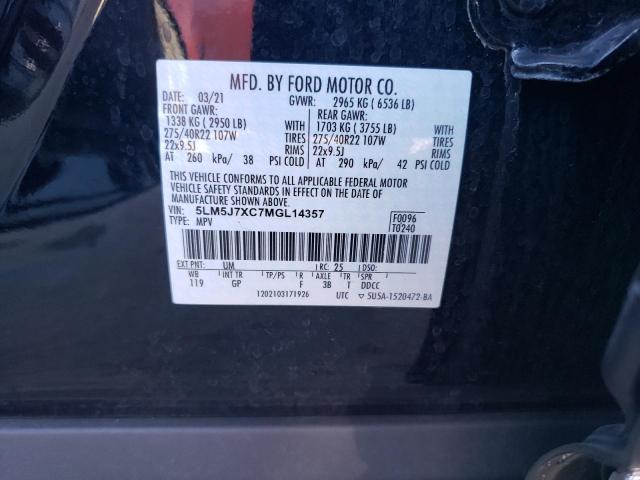 MFD. BY FORD MOTOR CO.
DATE: 03/21 GVWR: 2965 KG ( 6536 LB)
FRONT GAWR: REAR GAWR:
1338 KG ( 2950 LB) 1703 KG ( 3755 LB)
275/40R22 107W TIRES 275/40R22 107W TIRES
22x9.5J RIMS 22x9.5J RIMS
AT 260 kPa/ 38 PSI COLD AT 290 kPa/ 42 PSI COLD
THIS VEHICLE CONFORMS TO ALL APPLICABLE FEDERAL MOTOR
VEHICLE SAFETY STANDARDS IN EFFECT ON THE DATE OF
MANUFACTURE SHOWN ABOVE.
VIN: 5LM5J7XC7MGL14357 F0096
TYPE: MPV T0240
EXT PNT: UM RC: 25 DSO:
WB INT TR TP/PS R AXLE TR SPR
119 GP F 3B T DDCC
1202103171926 UTC 5U5A-1520472-BA